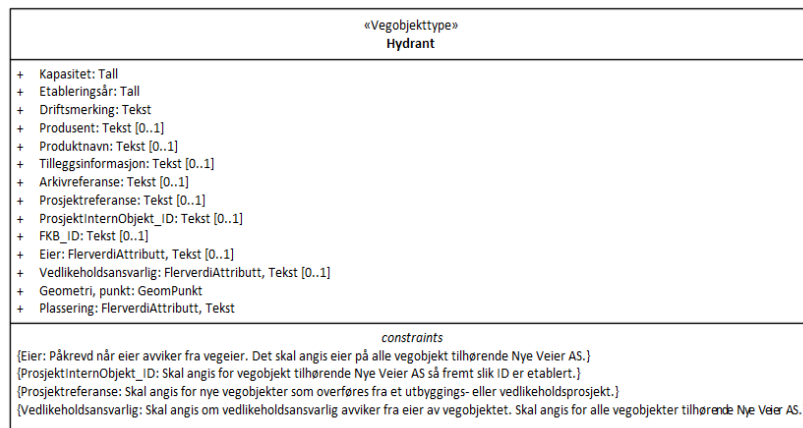 «Vegobjekttype»
Hydrant
+ Kapasitet: Tall
+ Etableringsår: Tall
+ Driftsmerking: Tekst
+ Produsent: Tekst [0..1]
+ Produktnavn: Tekst [0..1]
+ Tilleggsinformasjon: Tekst [0..1]
+ Arkivreferanse: Tekst [0..1]
+ Prosjektreferanse: Tekst [0..1]
+ ProsjektInternObjekt_ID: Tekst [0..1]
+ FKB_ID: Tekst [0..1]
+ Eier: FlerverdiAttributt, Tekst [0..1]
+ Vedlikeholdsansvarlig: FlerverdiAttributt, Tekst [0..1]
+ Geometri, punkt: GeomPunkt
+ Plassering: FlerverdiAttributt, Tekst
constraints
{Eier: Påkrevd når eier avviker fra vegeier. Det skal angis eier på alle vegobjekt tilhørende Nye Veier AS.}
{ProsjektInternObjekt_ID: Skal angis for vegobjekt tilhørende Nye Veier AS så fremt slik ID er etablert.}
{Prosjektreferanse: Skal angis for nye vegobjekter som overføres fra et utbyggings- eller vedlikeholdsprosjekt.}
{Vedlikeholdsansvarlig: Skal angis om vedlikeholdsansvarlig avviker fra eier av vegobjektet. Skal angis for alle vegobjekter tilhørende Nye Veier AS.